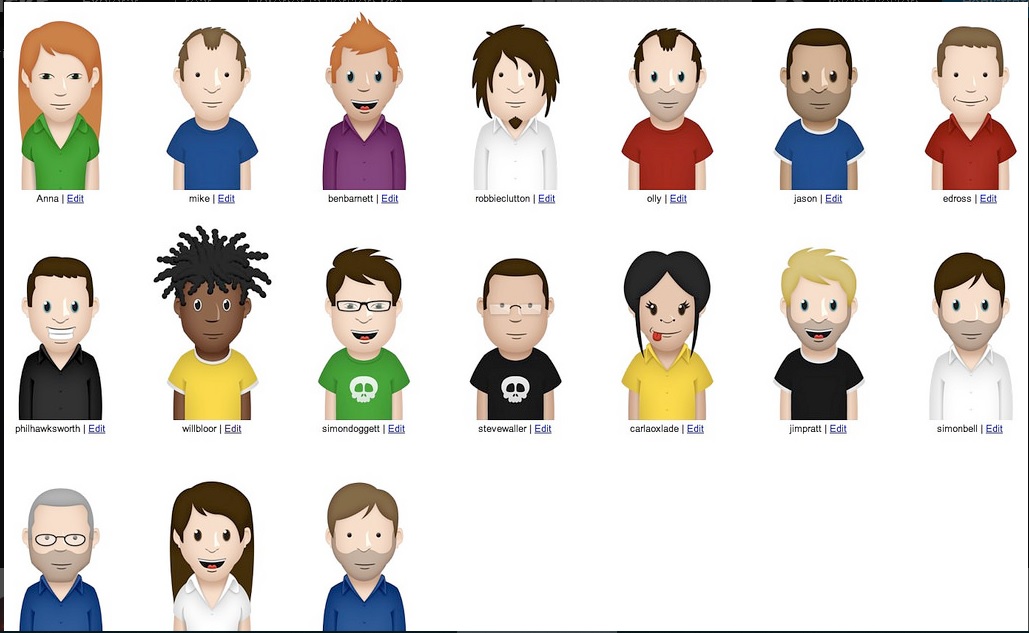 Anna | Edit
mike | Edit
benbarnett | Edit
robbieclutton | Edit
olly | Edit
jason | Edit
edross | Edit
philhawksworth | Edit
willbloor | Edit
simondoggett | Edit
stevewaller | Edit
carlaoxlade | Edit
jimpratt | Edit
simonbell | Edit